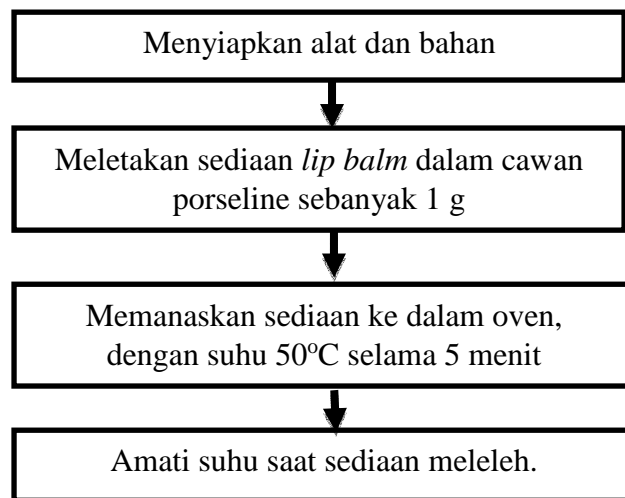 Menyiapkan alat dan bahan
Meletakan sediaan lip balm dalam cawan
porseline sebanyak 1 g
Memanaskan sediaan ke dalam oven,
dengan suhu 50°C selama 5 menit
Amati suhu saat sediaan meleleh.